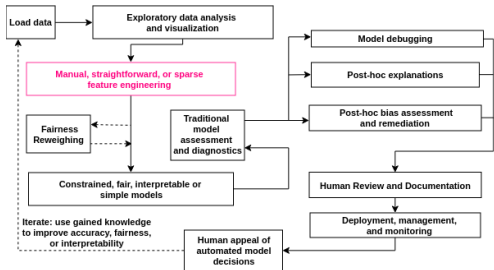 Load data
Exploratory data analysis
and visualization
Model debugging
Manual, straightforward, or sparse
feature engineering
Post-hoc explanations
Traditional
model
assessment
and diagnostics
Post-hoc bias assessment
and remediation
Fairness
Reweighing
Constrained, fair, interpretable or
simple models
Human Review and Documentation
Iterate: use gained knowledge
to improve accuracy, fairness,
or interpretability
Deployment, management,
and monitoring
Human appeal of
automated model
decisions